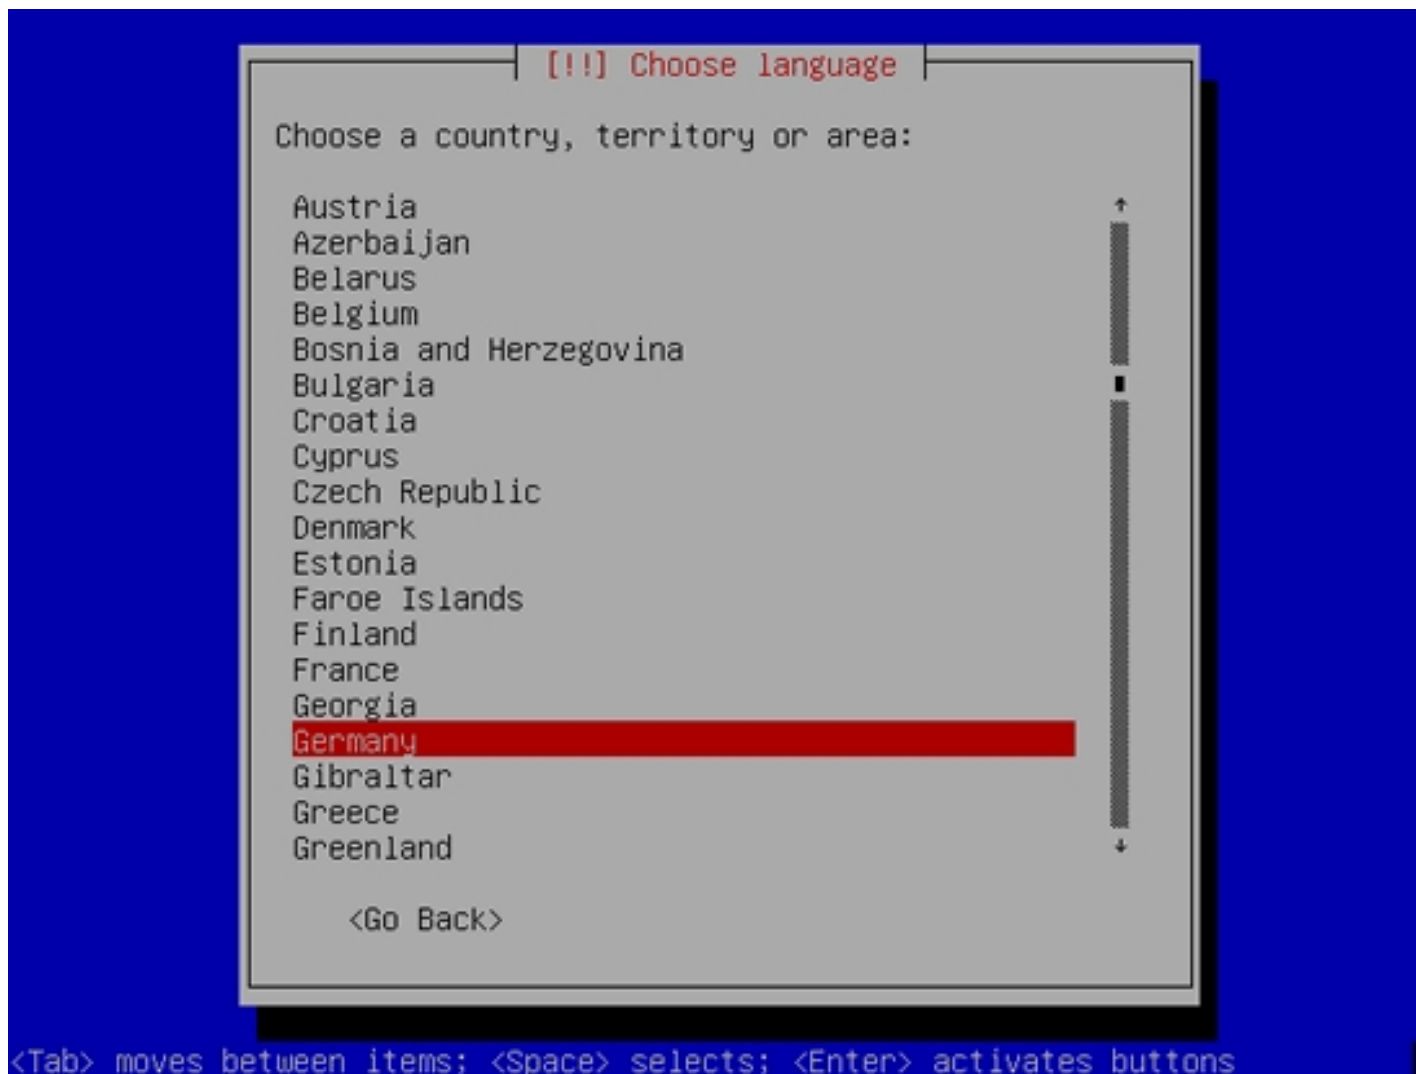 [!!] Choose language
Choose a country, territory or area:
Austria
Azerbaijan
Belarus
Belgium
Bosnia and Herzegovina
Bulgaria
Croatia
Cyprus
Czech Republic
Denmark
Estonia
Faroe Islands
Finland
France
Georgia
Germany
Gibraltar
Greece
Greenland
<Go Back>
<Tab> moves between items; <Space> selects; <Enter> activates buttons